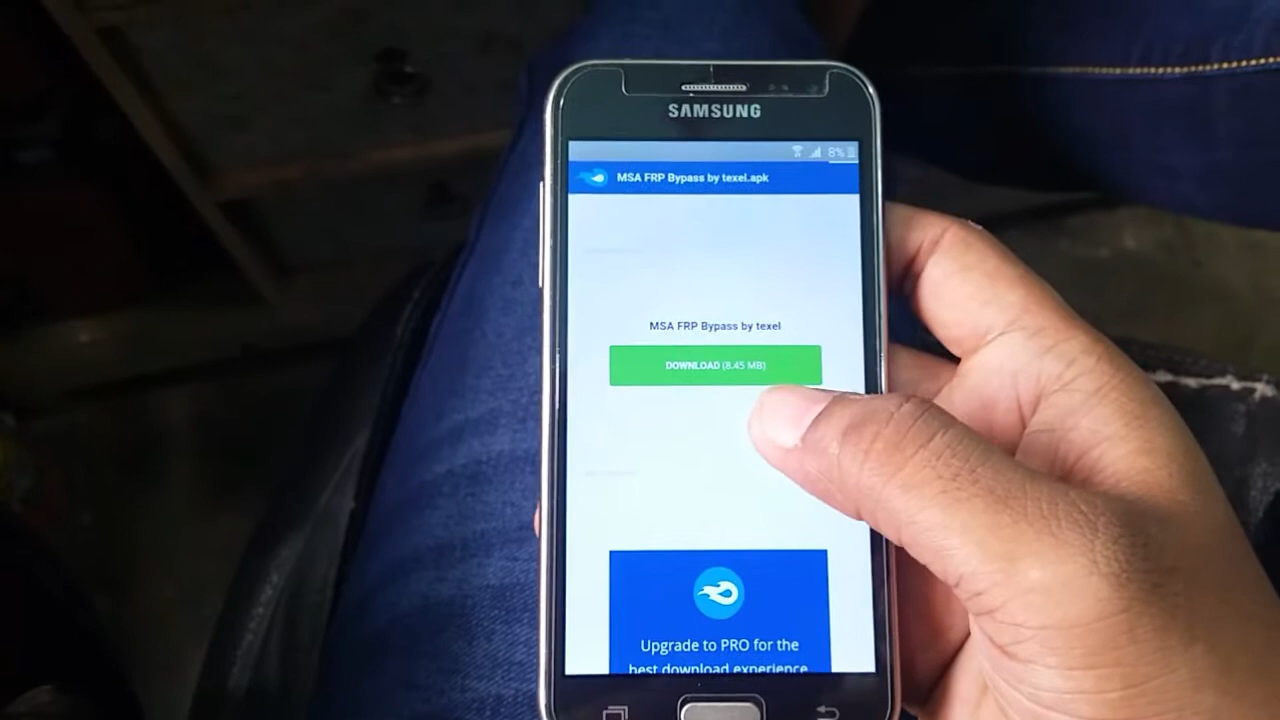 SAMSUNG
8%
MSA FRP Bypass by texel.apk
MSA FRP Bypass by texel
DOWNLOAD (8.45 MB)
Upgrade to PRO for the
best download experience